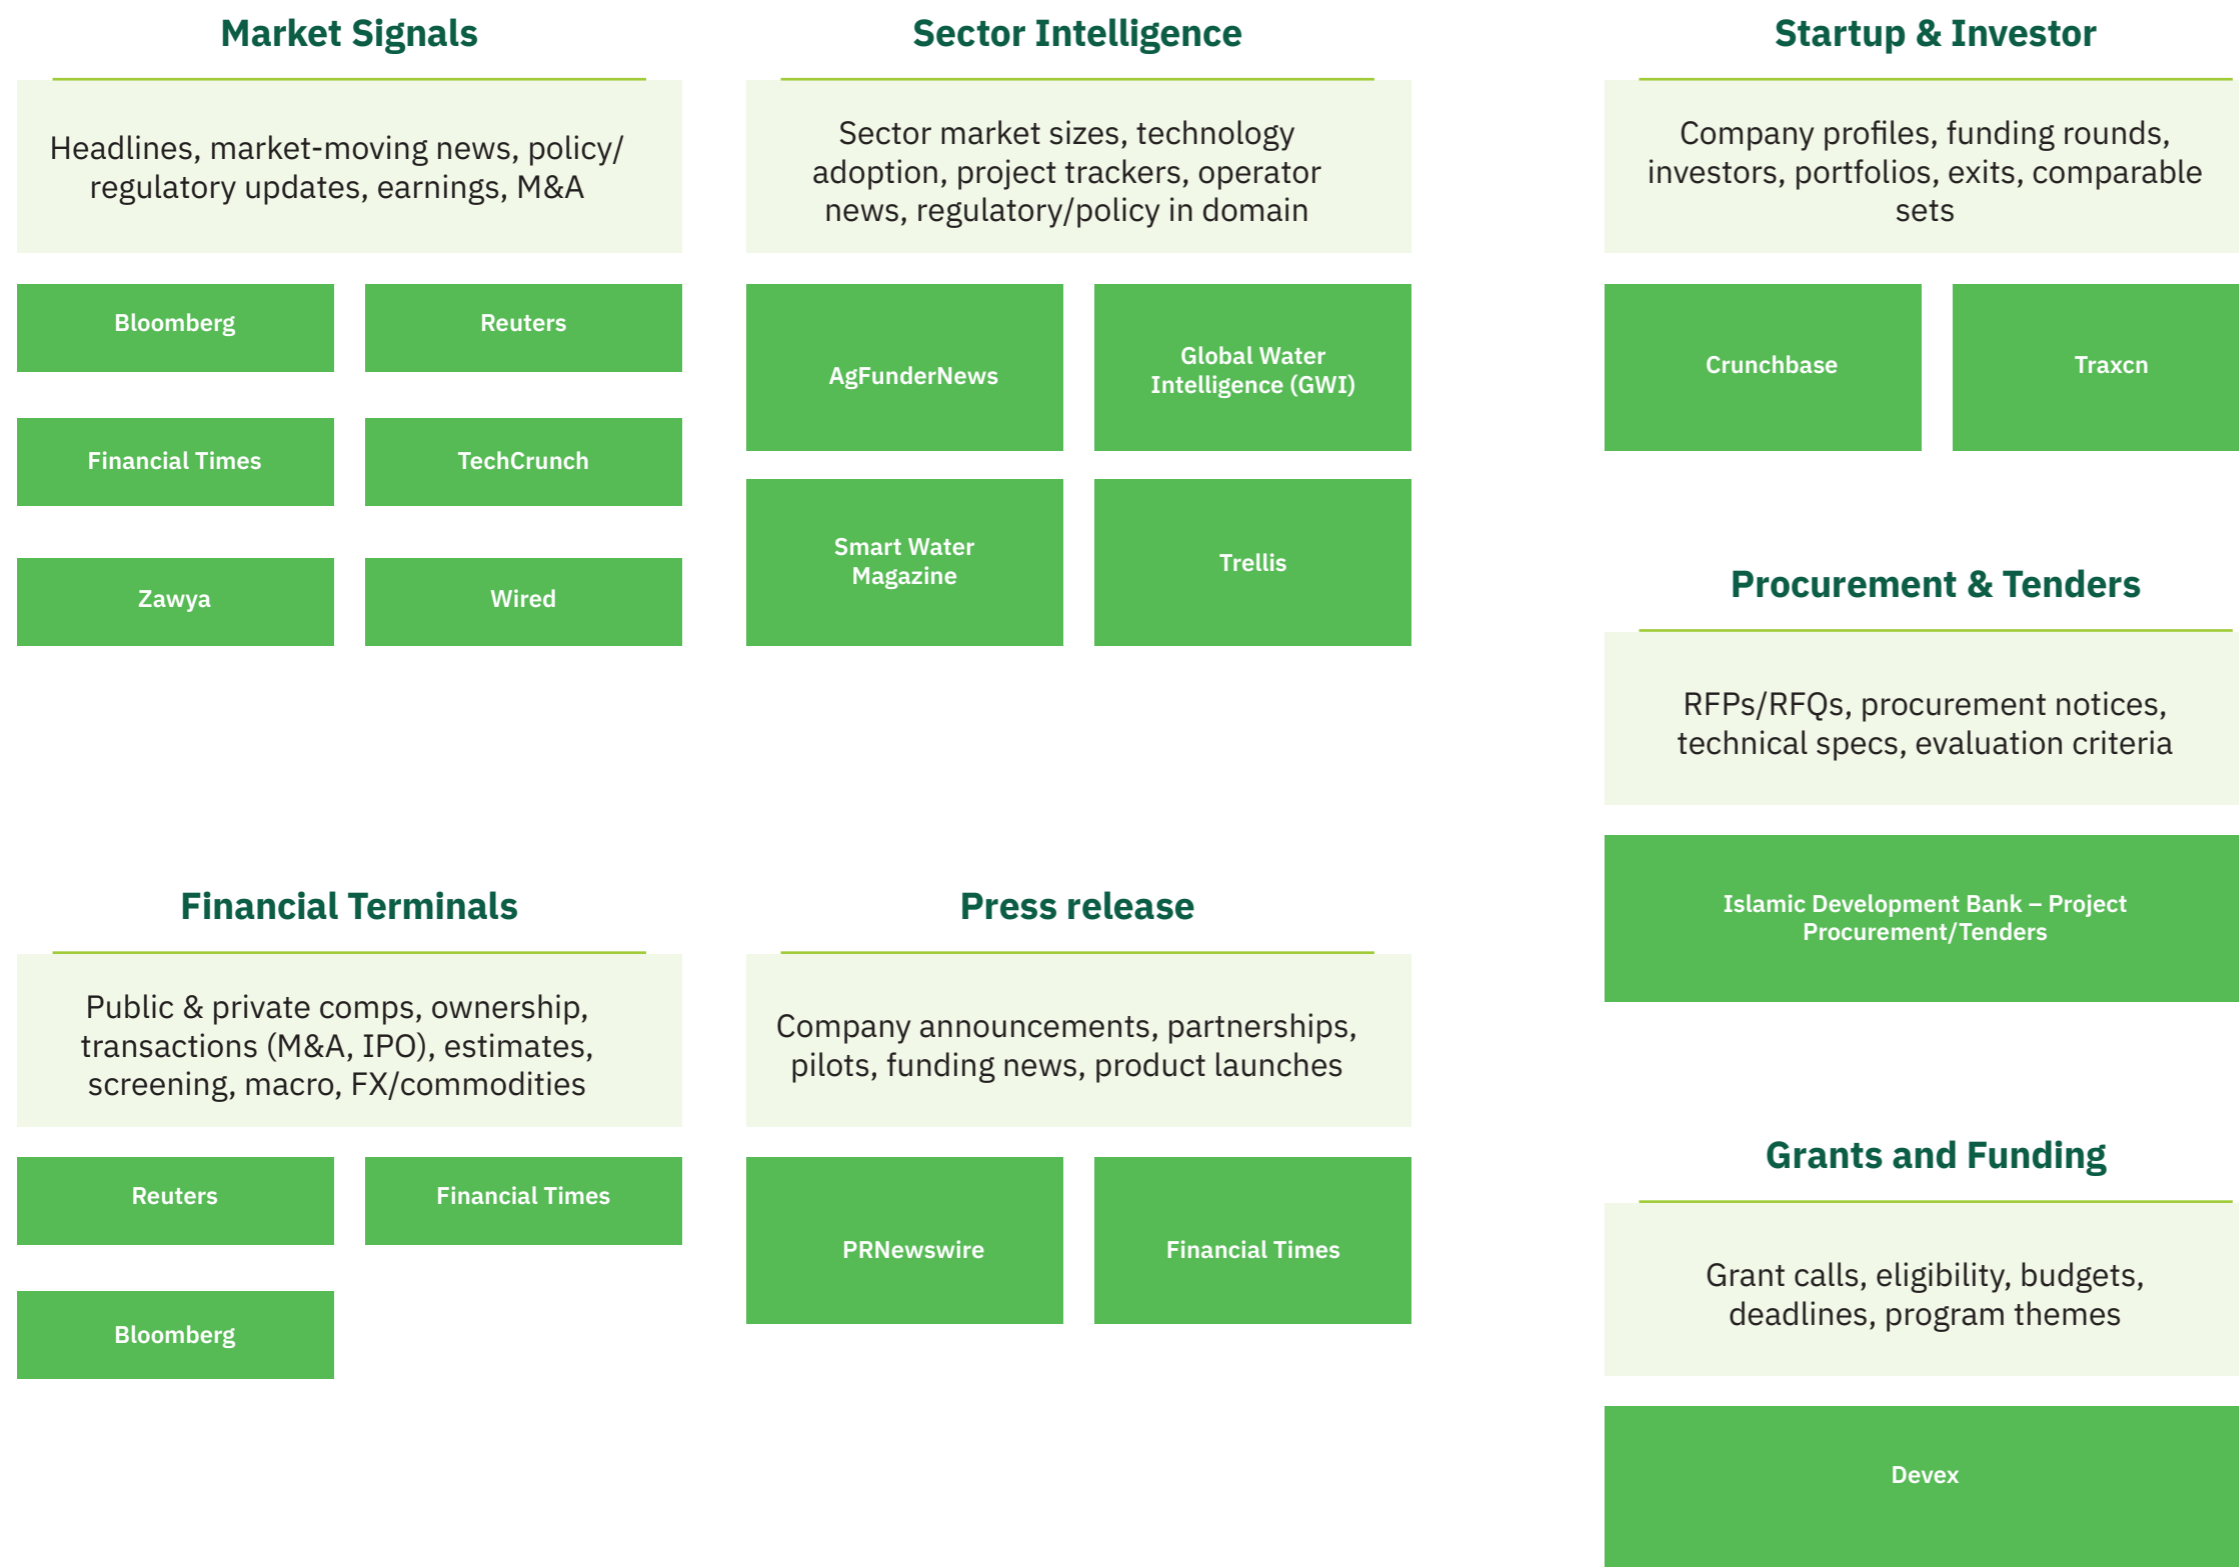 Market Signals
Headlines, market-moving news, policy/
regulatory updates, earnings, M&A
Bloomberg
Reuters
Financial Times
TechCrunch
Zawya
Wired
Sector Intelligence
Sector market sizes, technology
adoption, project trackers, operator
news, regulatory/policy in domain
AgFunderNews
Global Water
Intelligence (GWI)
Smart Water
Magazine
Trellis
Startup & Investor
Company profiles, funding rounds,
investors, portfolios, exits, comparable
sets
Crunchbase
Traxcn
Procurement & Tenders
RFPs/RFQs, procurement notices,
technical specs, evaluation criteria
Islamic Development Bank – Project
Procurement/Tenders
Financial Terminals
Public & private comps, ownership,
transactions (M&A, IPO), estimates,
screening, macro, FX/commodities
Reuters
Financial Times
Bloomberg
Press release
Company announcements, partnerships,
pilots, funding news, product launches
PRNewswire
Financial Times
Grants and Funding
Grant calls, eligibility, budgets,
deadlines, program themes
Devex